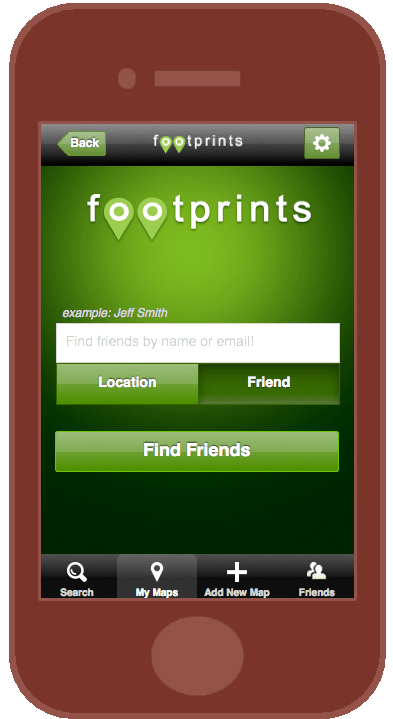 Back
footprints
footprints
example: Jeff Smith
Find friends by name or email!
Location
Friend
Find Friends
Search
My Maps
Add New Map
Friends